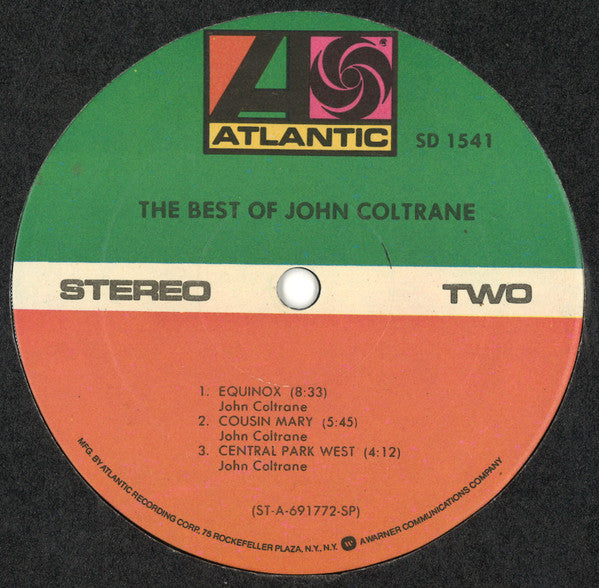 ATLANTIC
SD 1541
THE BEST OF JOHN COLTRANE
STEREO
TWO
1. EQUINOX (8:33)
John Coltrane
2. COUSIN MARY (5:45)
John Coltrane
3. CENTRAL PARK WEST (4:12)
John Coltrane
(ST-A-691772-SP)
MFG. BY ATLANTIC RECORDING CORP. 75 ROCKEFELLER PLAZA, N.Y., N.Y. A WARNER COMMUNICATIONS COMPANY